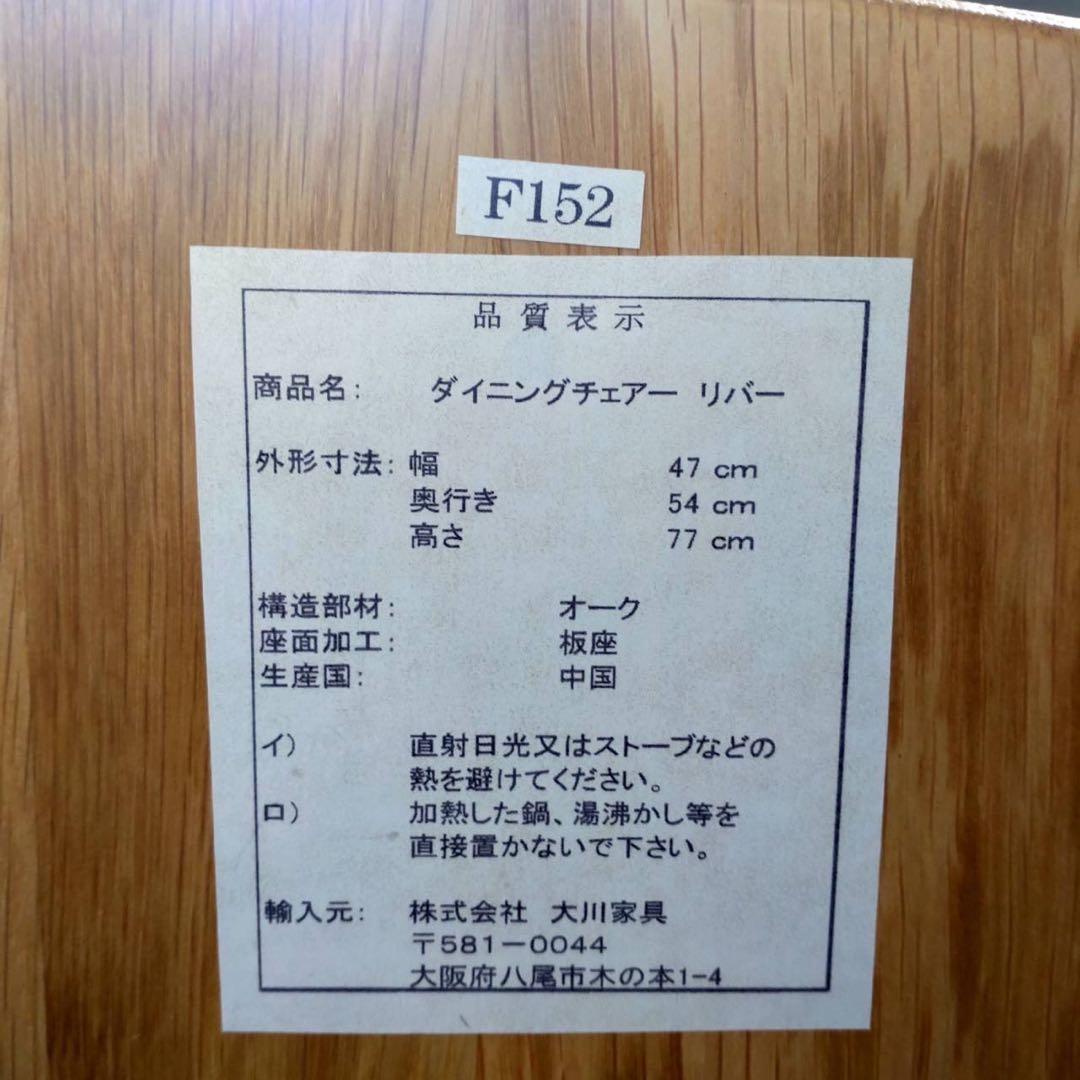 F152
品質表示
商品名： ダイニングチェアー リバー
外形寸法：幅 47 cm
奥行き 54 cm
高さ 77 cm
構造部材： オーク
座面加工： 板座
生産国： 中国
イ） 直射日光又はストーブなどの
熱を避けてください。
ロ） 加熱した鍋、湯沸かし等を
直接置かないで下さい。
輸入元： 株式会社 大川家具
〒581－0044
大阪府八尾市木の本1-4